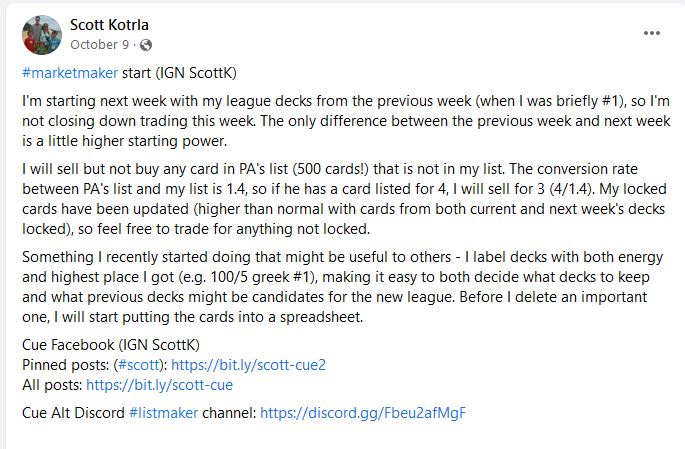 Scott Kotrla
October 9 ·
#marketmaker start (IGN ScottK)
I'm starting next week with my league decks from the previous week (when I was briefly #1), so I'm
not closing down trading this week. The only difference between the previous week and next week
is a little higher starting power.
I will sell but not buy any card in PA's list (500 cards!) that is not in my list. The conversion rate
between PA's list and my list is 1.4, so if he has a card listed for 4, I will sell for 3 (4/1.4). My locked
cards have been updated (higher than normal with cards from both current and next week's decks
locked), so feel free to trade for anything not locked.
Something I recently started doing that might be useful to others - I label decks with both energy
and highest place I got (e.g. 100/5 greek #1), making it easy to both decide what decks to keep
and what previous decks might be candidates for the new league. Before I delete an important
one, I will start putting the cards into a spreadsheet.
Cue Facebook (IGN ScottK)
Pinned posts: (#scott): https://bit.ly/scott-cue2
All posts: https://bit.ly/scott-cue
Cue Alt Discord #listmaker channel: https://discord.gg/Fbeu2afMgF